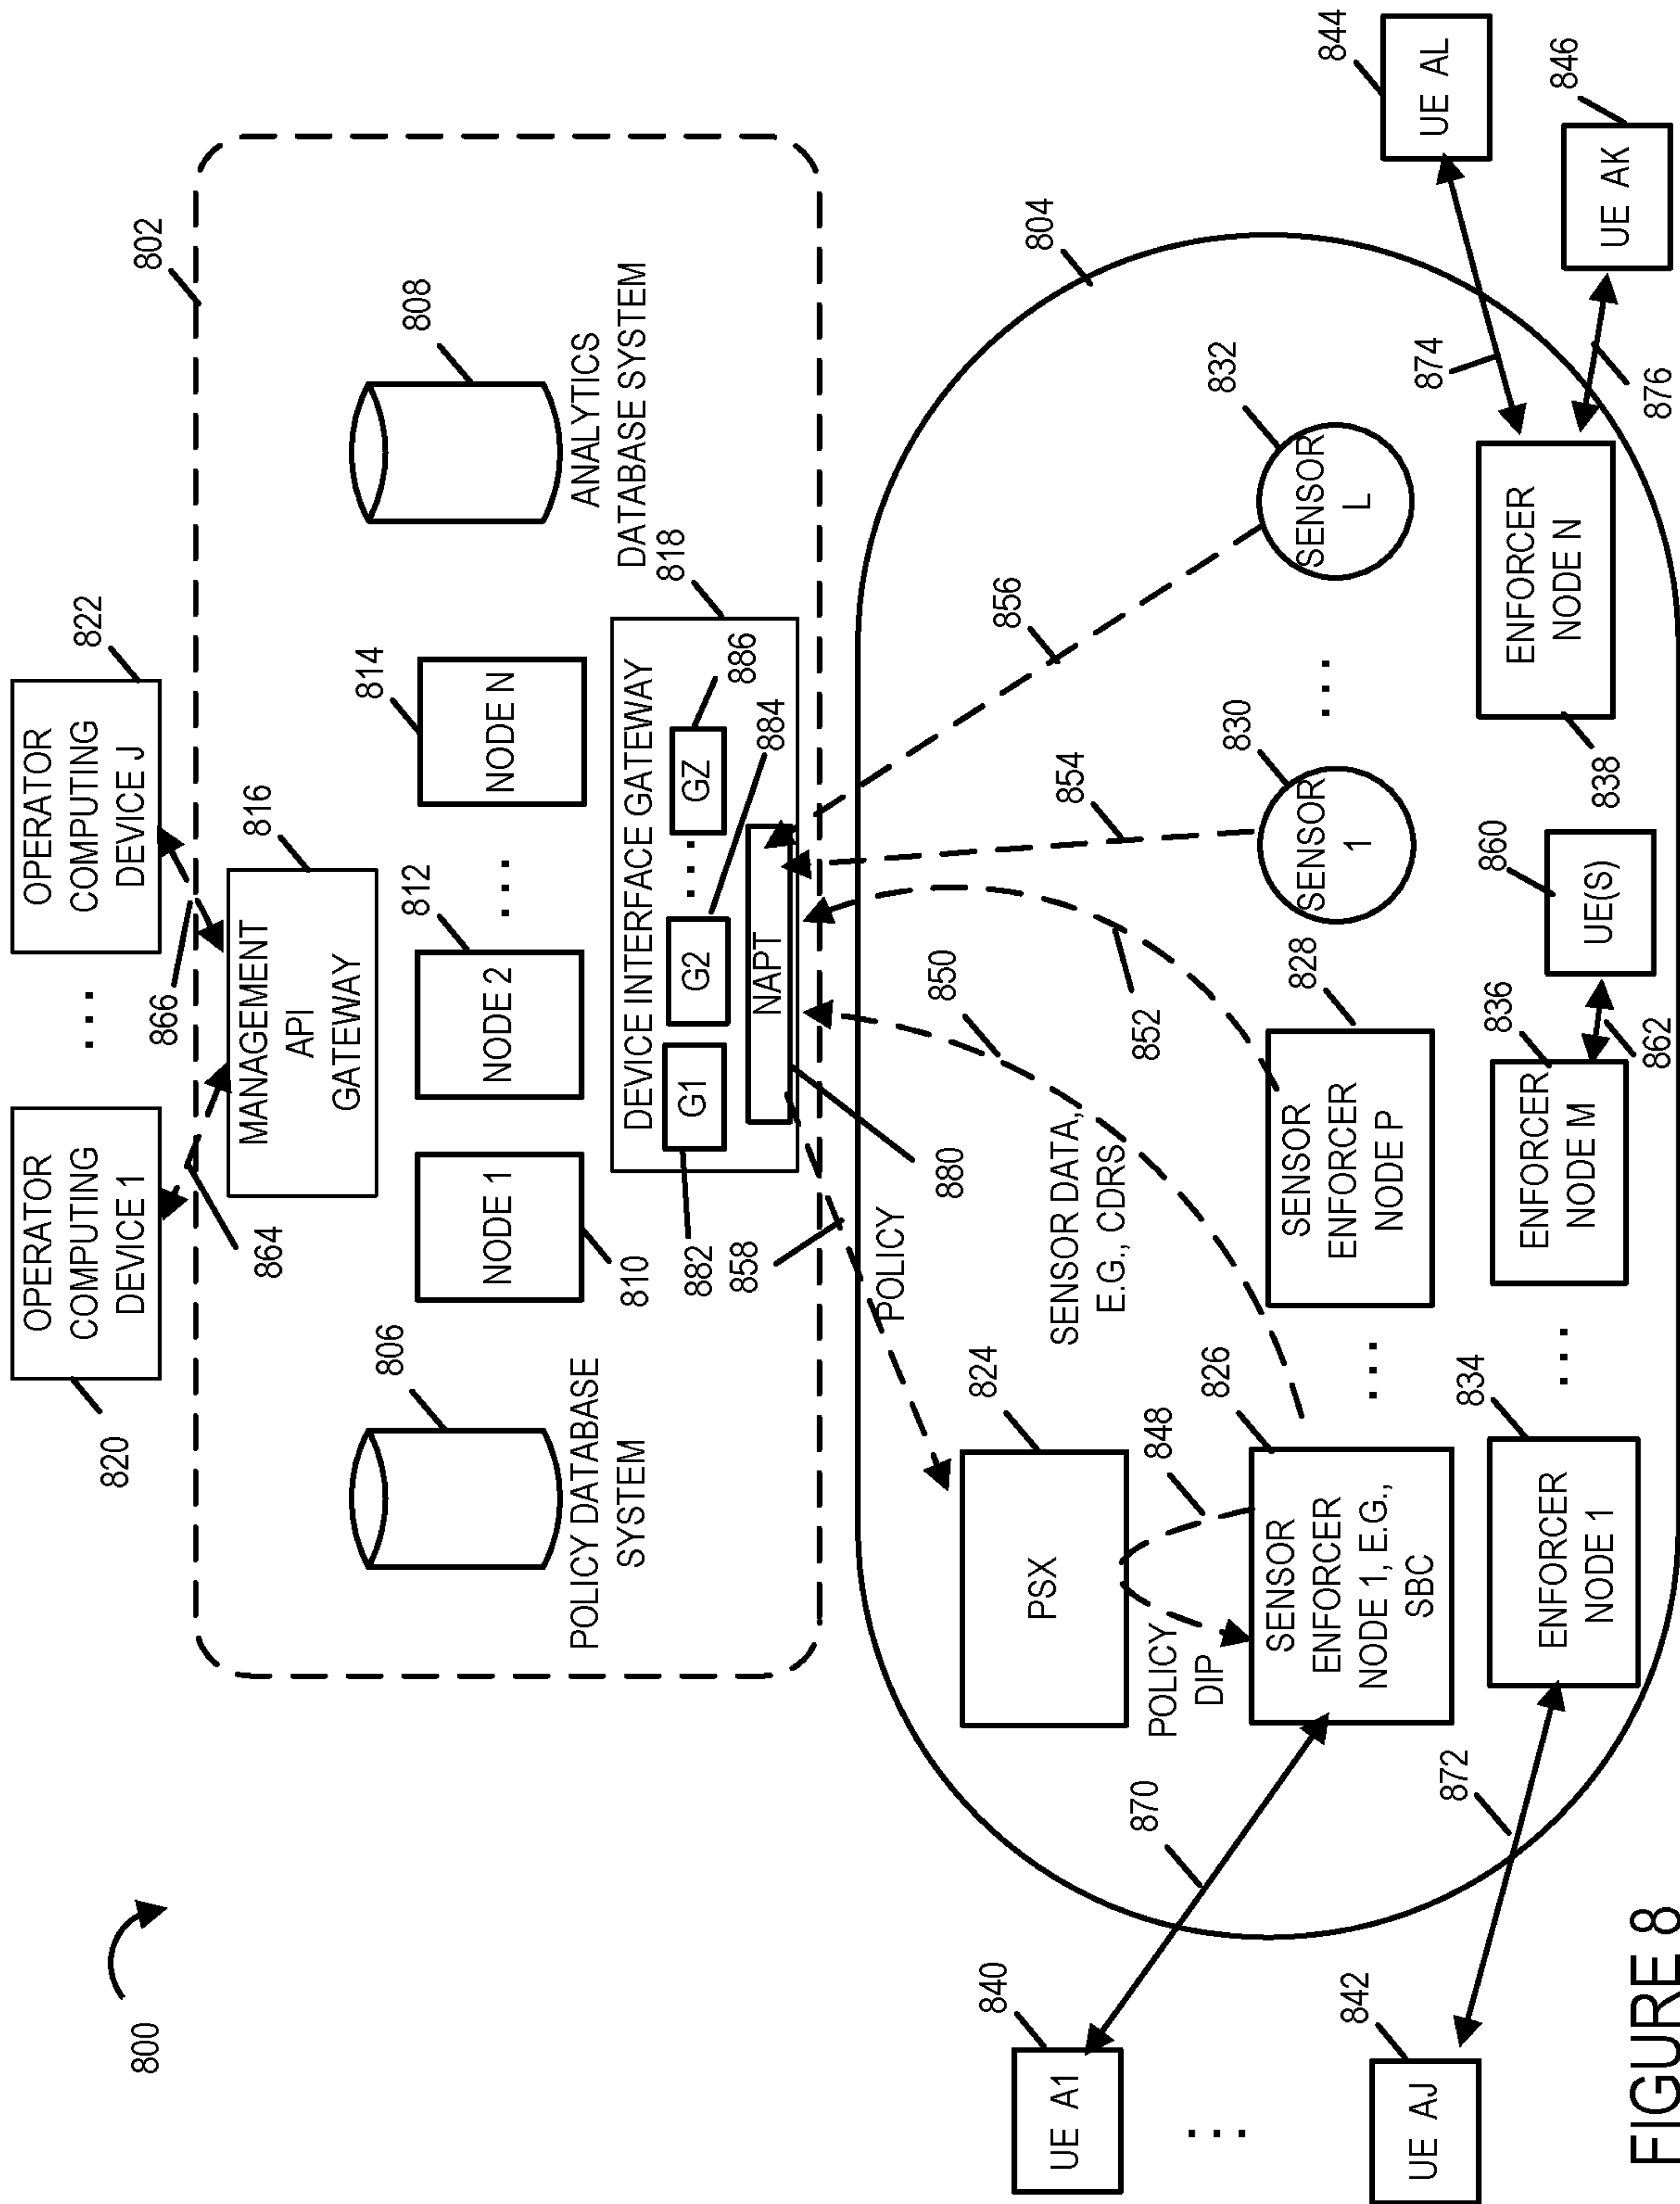 800
820
OPERATOR
COMPUTING
DEVICE 1
...
OPERATOR
COMPUTING
DEVICE J
822
864
866
802
MANAGEMENT
API
GATEWAY
816
806
POLICY DATABASE
SYSTEM
NODE 1
810
NODE 2
812
...
NODE N
814
808
ANALYTICS
DATABASE SYSTEM
818
DEVICE INTERFACE GATEWAY
G1
G2
...
GZ
NAPT
882
884
886
880
858
POLICY
804
824
PSX
848
POLICY
DIP
826
SENSOR
ENFORCER
NODE 1, E.G.,
SBC
SENSOR DATA,
E.G., CDRS
850
852
854
856
...
828
SENSOR
ENFORCER
NODE P
830
SENSOR
1
...
832
SENSOR
L
834
ENFORCER
NODE 1
...
836
ENFORCER
NODE M
862
860
UE(S)
838
ENFORCER
NODE N
870
872
874
876
840
UE A1
...
842
UE AJ
844
UE AL
846
UE AK
FIGURE 8